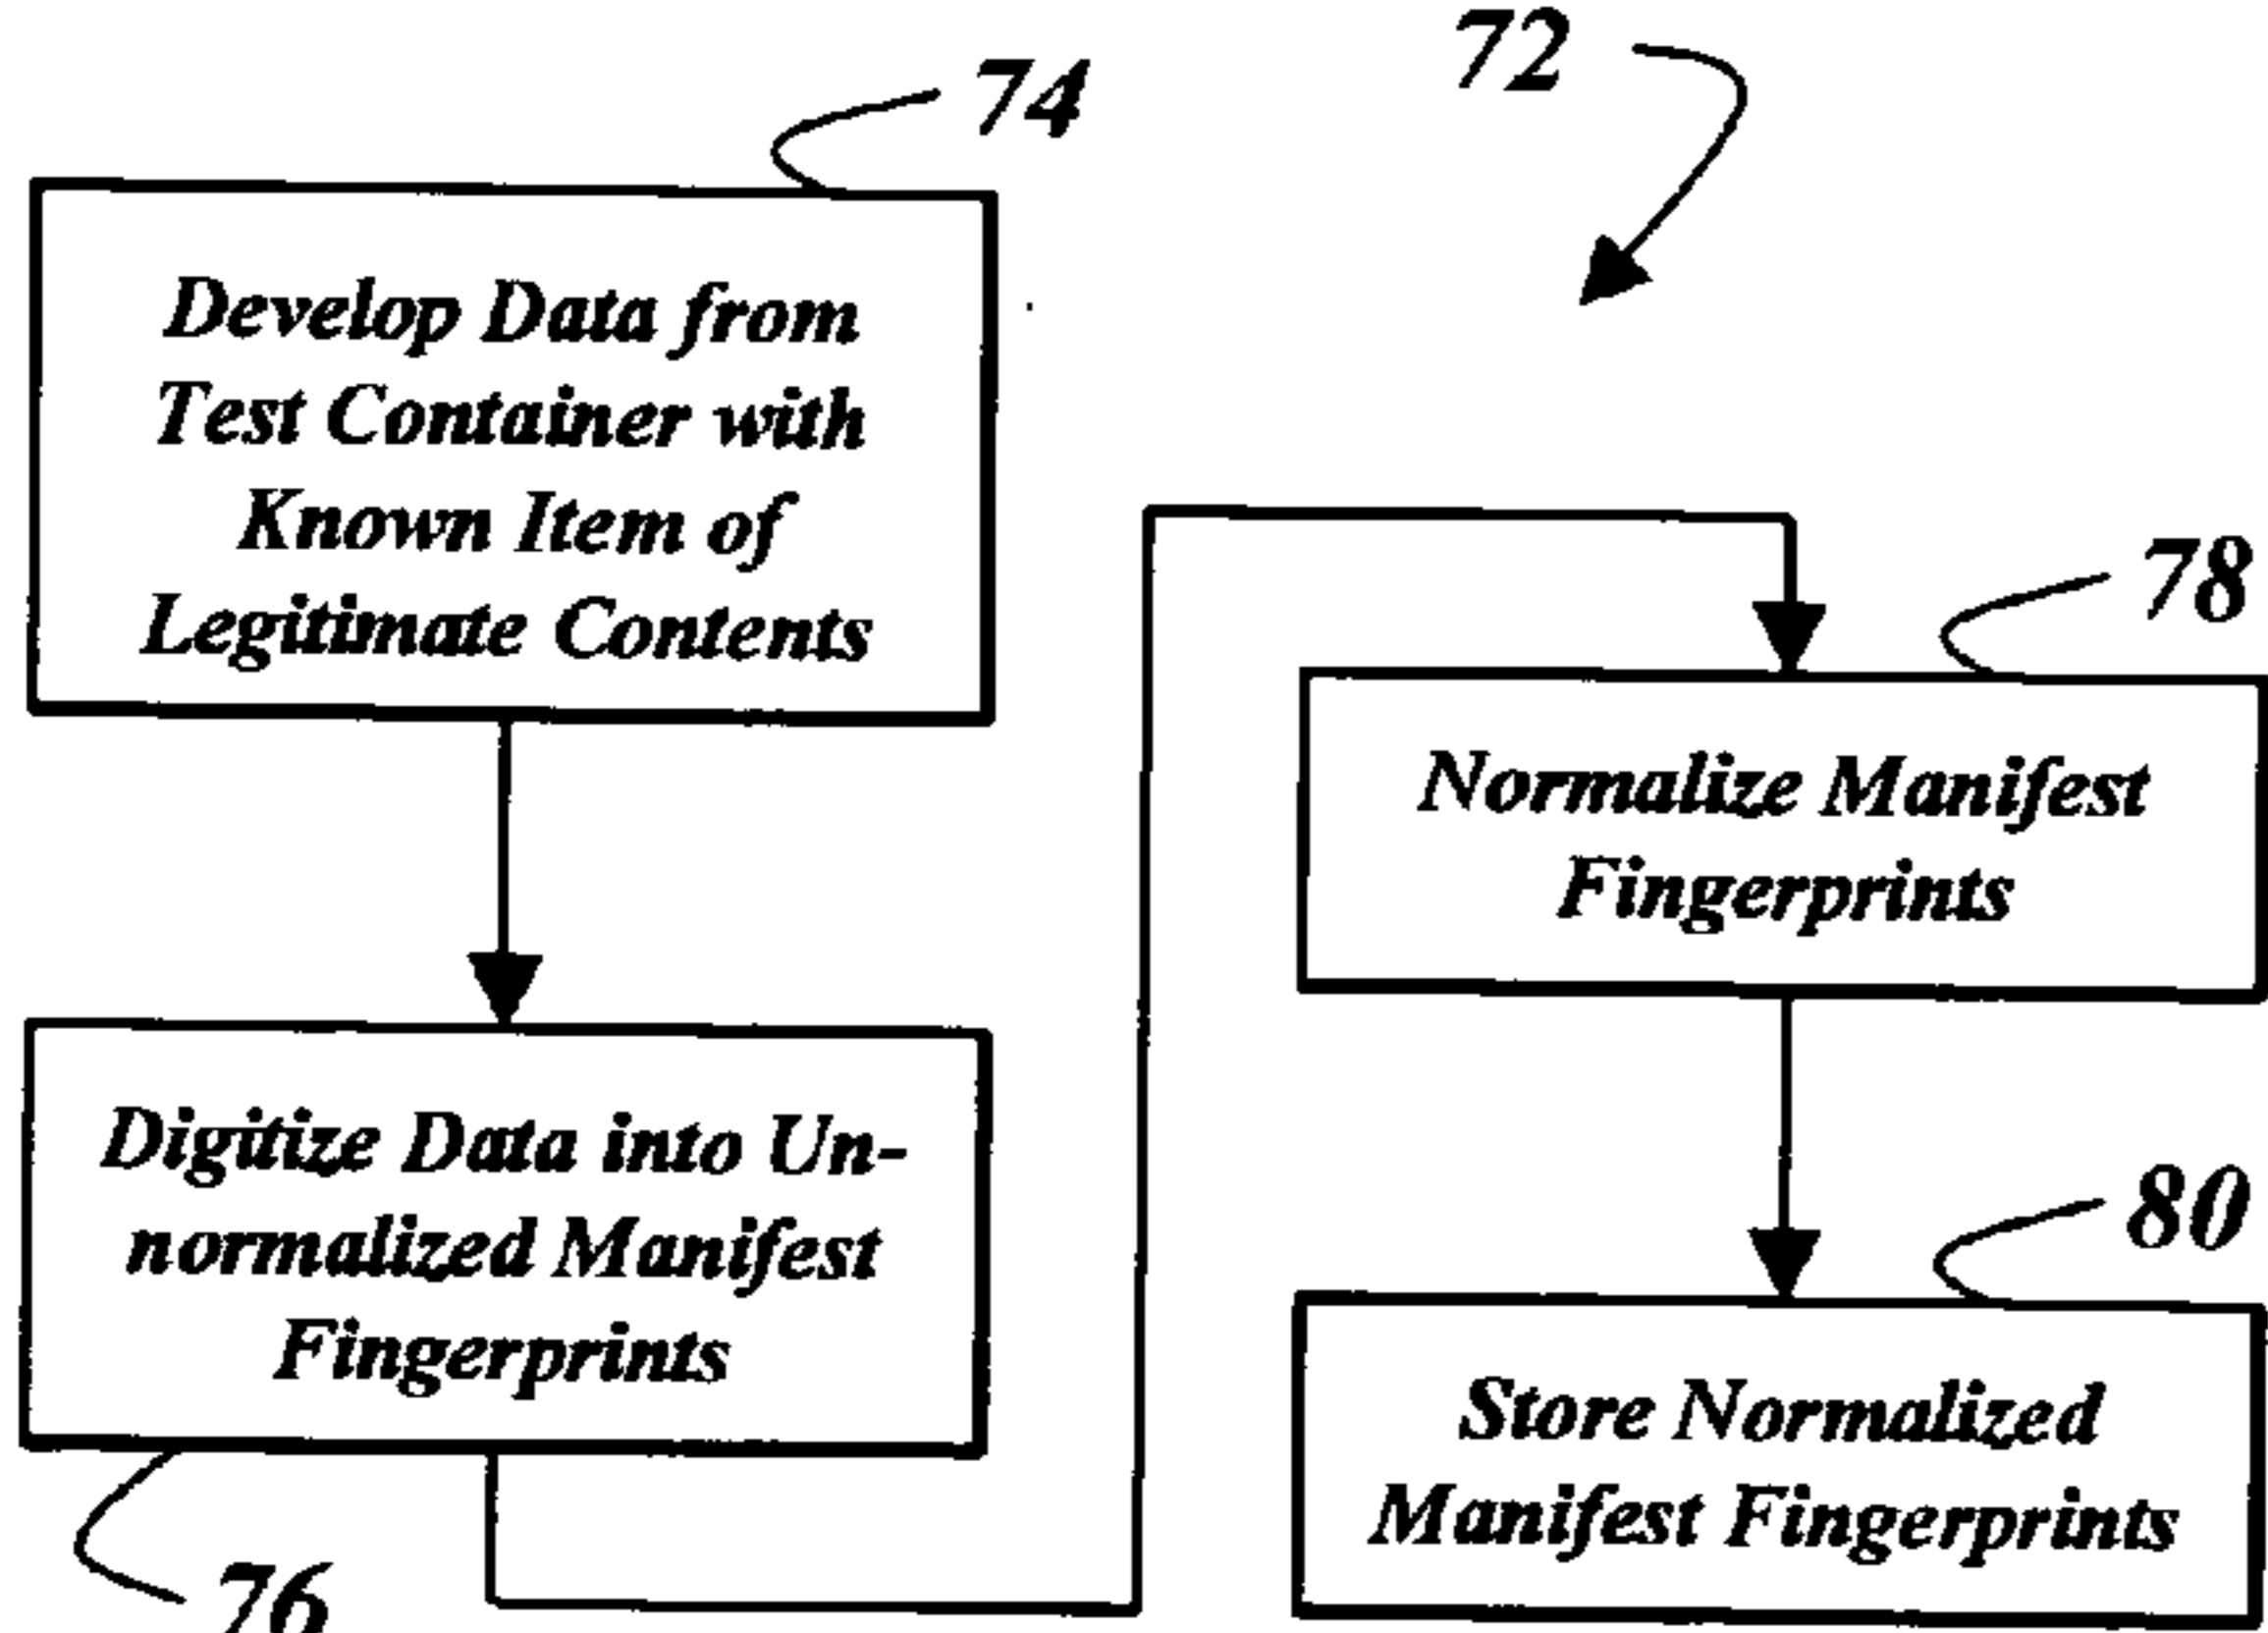 72
74
Develop Data from
Test Container with
Known Item of
Legitimate Contents
Digitize Data into Un-
normalized Manifest
Fingerprints
76
78
Normalize Manifest
Fingerprints
80
Store Normalized
Manifest Fingerprints